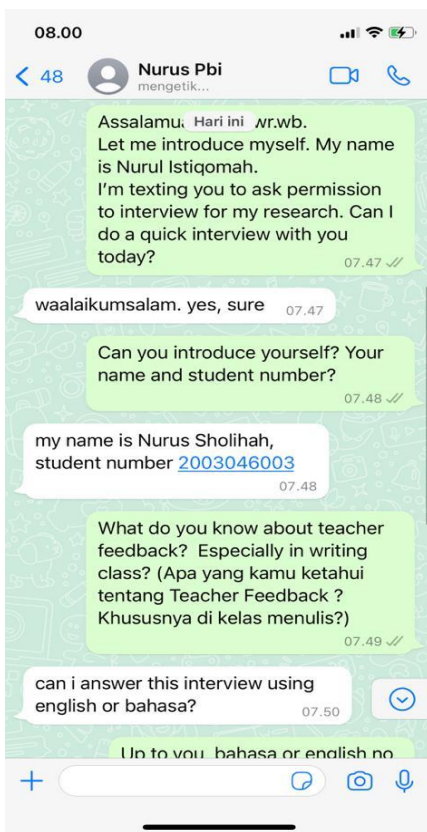 08.00
48
Nurus Pbi
mengetik...
Hari ini
Assalamu wr.wb.
Let me introduce myself. My name
is Nurul Istiqomah.
I'm texting you to ask permission
to interview for my research. Can I
do a quick interview with you
today?
07.47
waalaikumsalam. yes, sure
07.47
Can you introduce yourself? Your
name and student number?
07.48
my name is Nurus Sholihah,
student number 2003046003
07.48
What do you know about teacher
feedback? Especially in writing
class? (Apa yang kamu ketahui
tentang Teacher Feedback ?
Khususnya di kelas menulis?)
07.49
can i answer this interview using
english or bahasa?
07.50
Up to you, bahasa or english no